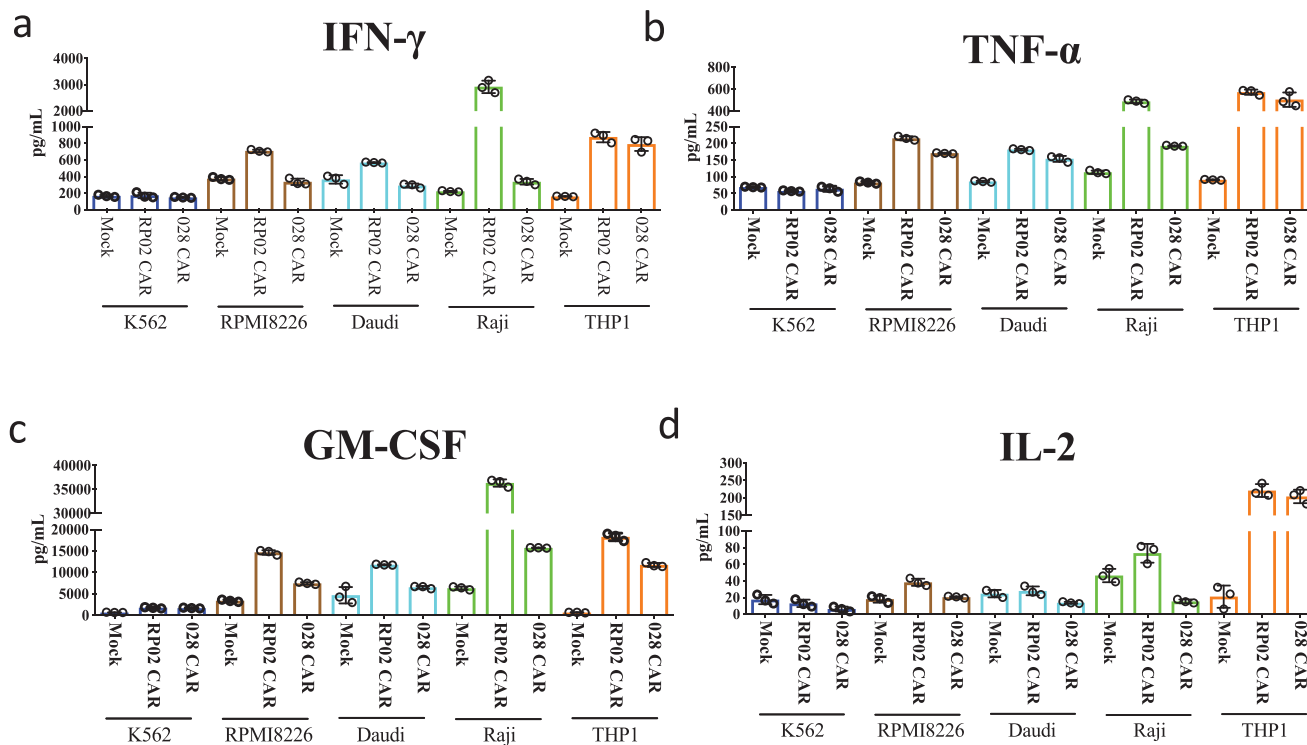 a
IFN-γ
pg/mL
4000
3000
2000
1000
800
600
400
200
0
Mock
RP02 CAR
028 CAR
Mock
RP02 CAR
028 CAR
Mock
RP02 CAR
028 CAR
Mock
RP02 CAR
028 CAR
Mock
RP02 CAR
028 CAR
K562
RPMI8226
Daudi
Raji
THP1
b
TNF-α
pg/mL
800
600
400
250
200
150
100
50
0
Mock
RP02 CAR
028 CAR
Mock
RP02 CAR
028 CAR
Mock
RP02 CAR
028 CAR
Mock
RP02 CAR
028 CAR
Mock
RP02 CAR
028 CAR
K562
RPMI8226
Daudi
Raji
THP1
c
GM-CSF
pg/mL
40000
35000
30000
20000
15000
10000
5000
0
Mock
RP02 CAR
028 CAR
Mock
RP02 CAR
028 CAR
Mock
RP02 CAR
028 CAR
Mock
RP02 CAR
028 CAR
Mock
RP02 CAR
028 CAR
K562
RPMI8226
Daudi
Raji
THP1
d
IL-2
pg/mL
300
250
200
150
100
80
60
40
20
0
Mock
RP02 CAR
028 CAR
Mock
RP02 CAR
028 CAR
Mock
RP02 CAR
028 CAR
Mock
RP02 CAR
028 CAR
Mock
RP02 CAR
028 CAR
K562
RPMI8226
Daudi
Raji
THP1